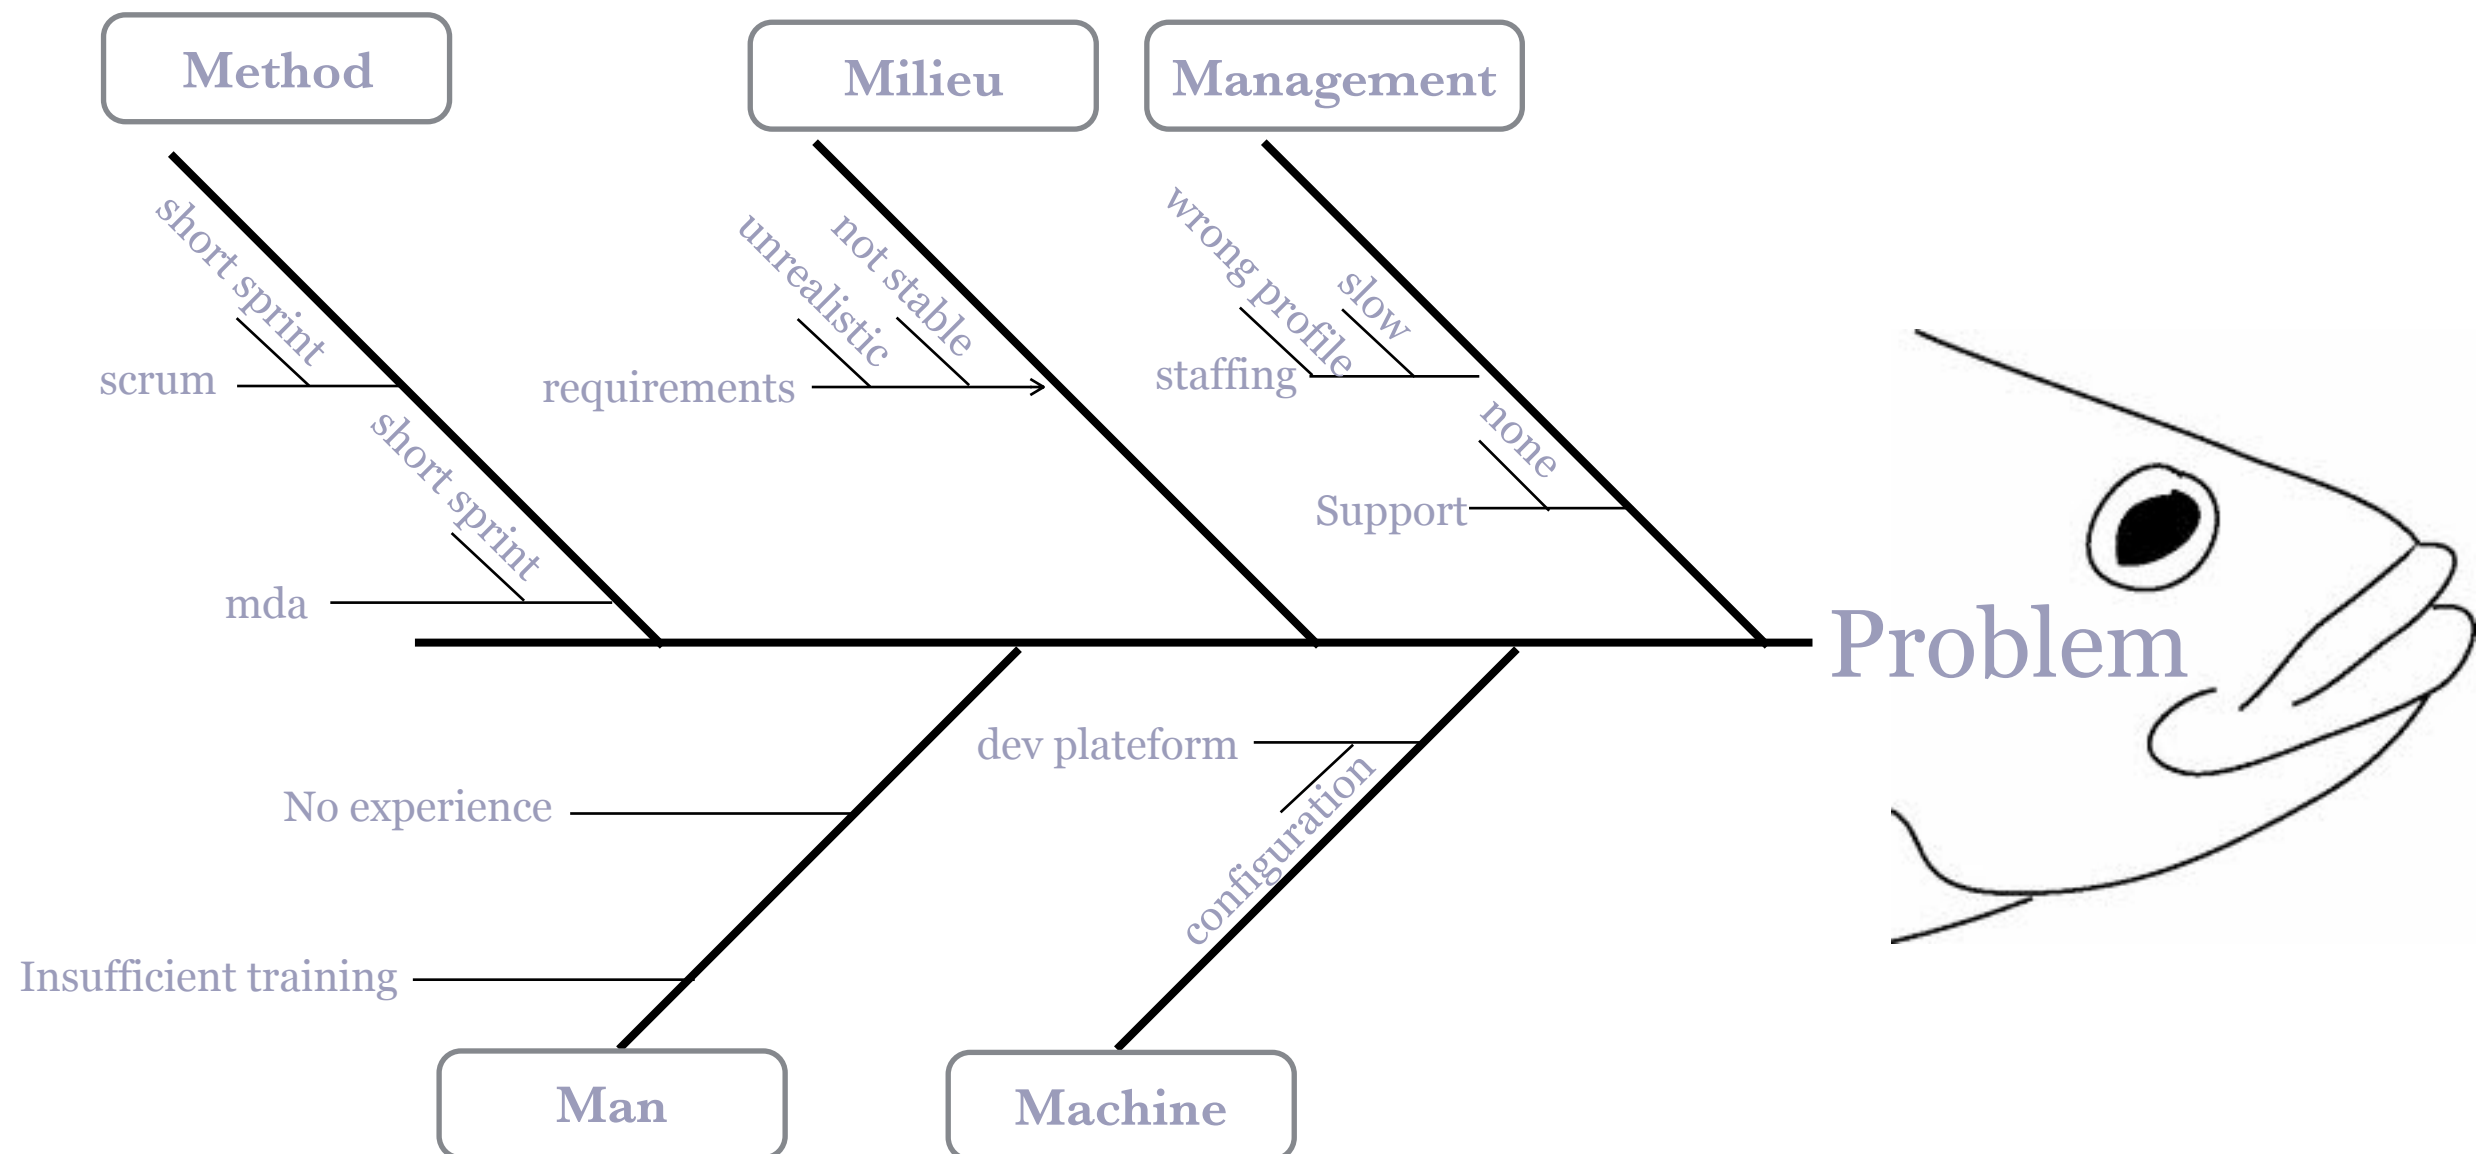 Method
Milieu
Management
short sprint
scrum
short sprint
mda
unrealistic
not stable
requirements
wrong profile
slow
staffing
none
Support
Problem
No experience
Insufficient training
dev plateform
configuration
Man
Machine